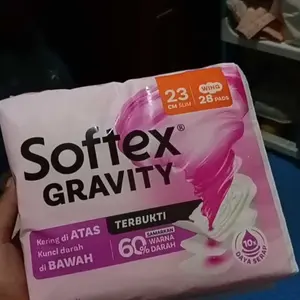 23
CM SLIM
WING
28 PADS
Softex®
GRAVITY
TERBUKTI
Kering di ATAS
Kunci darah
di BAWAH
SAMARKAN
60% WARNA
DARAH
10x
DAYA SERAP